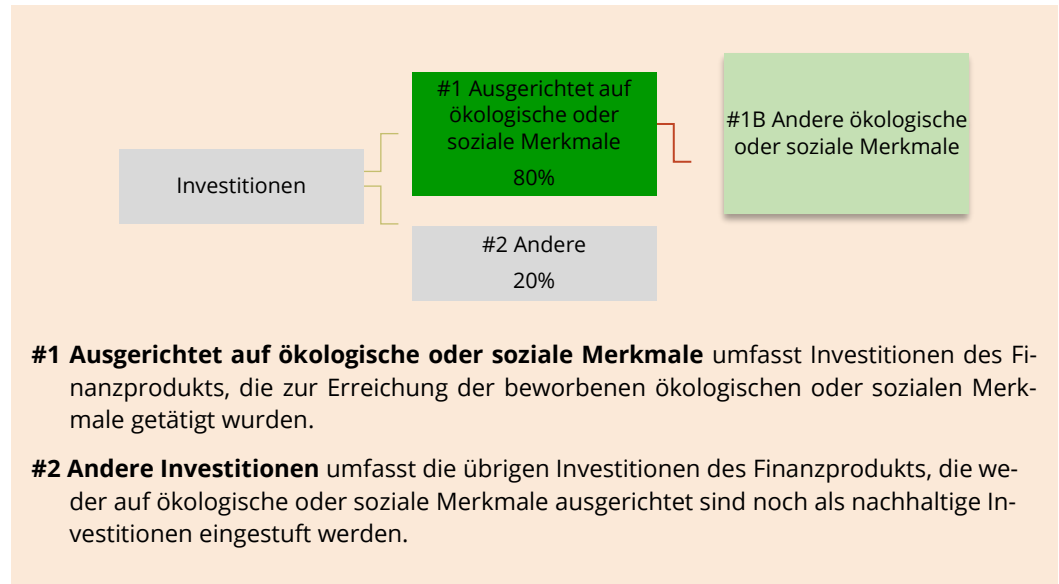 #1 Ausgerichtet auf
ökologische oder
soziale Merkmale
80%
#1B Andere ökologische
oder soziale Merkmale
Investitionen
#2 Andere
20%
#1 Ausgerichtet auf ökologische oder soziale Merkmale umfasst Investitionen des Fi-
nanzprodukts, die zur Erreichung der beworbenen ökologischen oder sozialen Merk-
male getätigt wurden.
#2 Andere Investitionen umfasst die übrigen Investitionen des Finanzprodukts, die we-
der auf ökologische oder soziale Merkmale ausgerichtet sind noch als nachhaltige In-
vestitionen eingestuft werden.